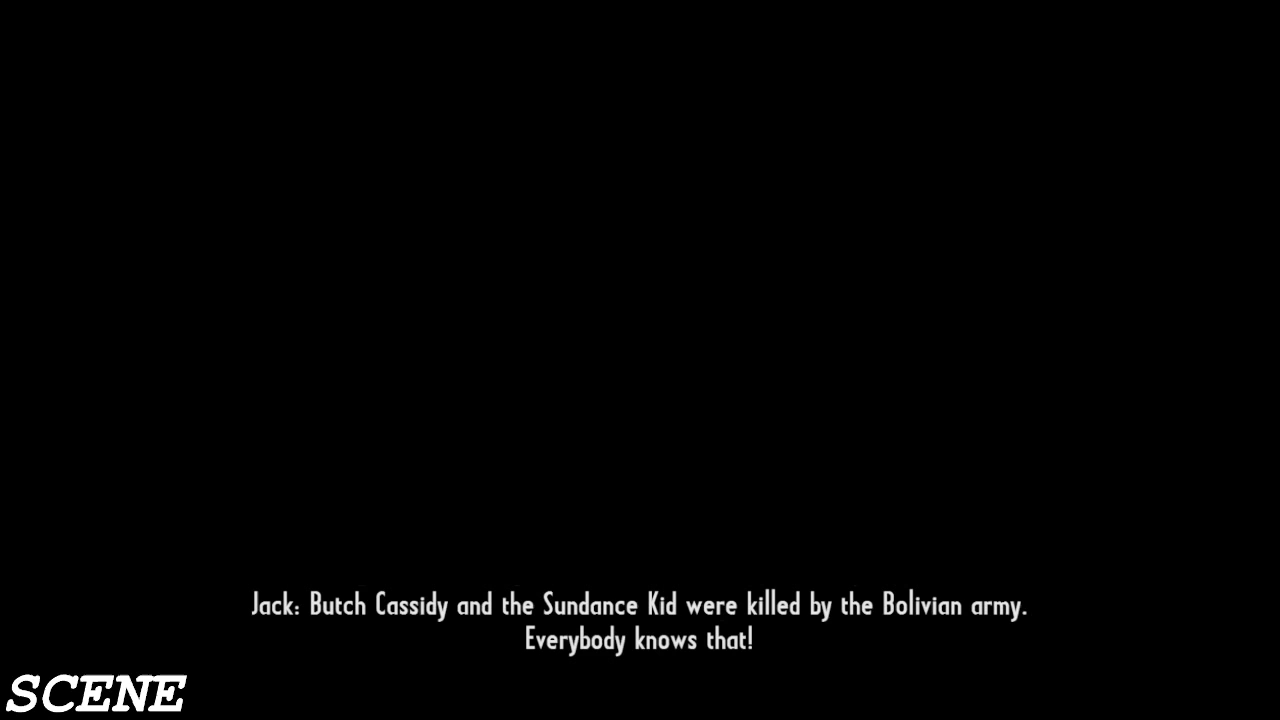 Jack: Butch Cassidy and the Sundance Kid were killed by the Bolivian army.
Everybody knows that!
SCENE